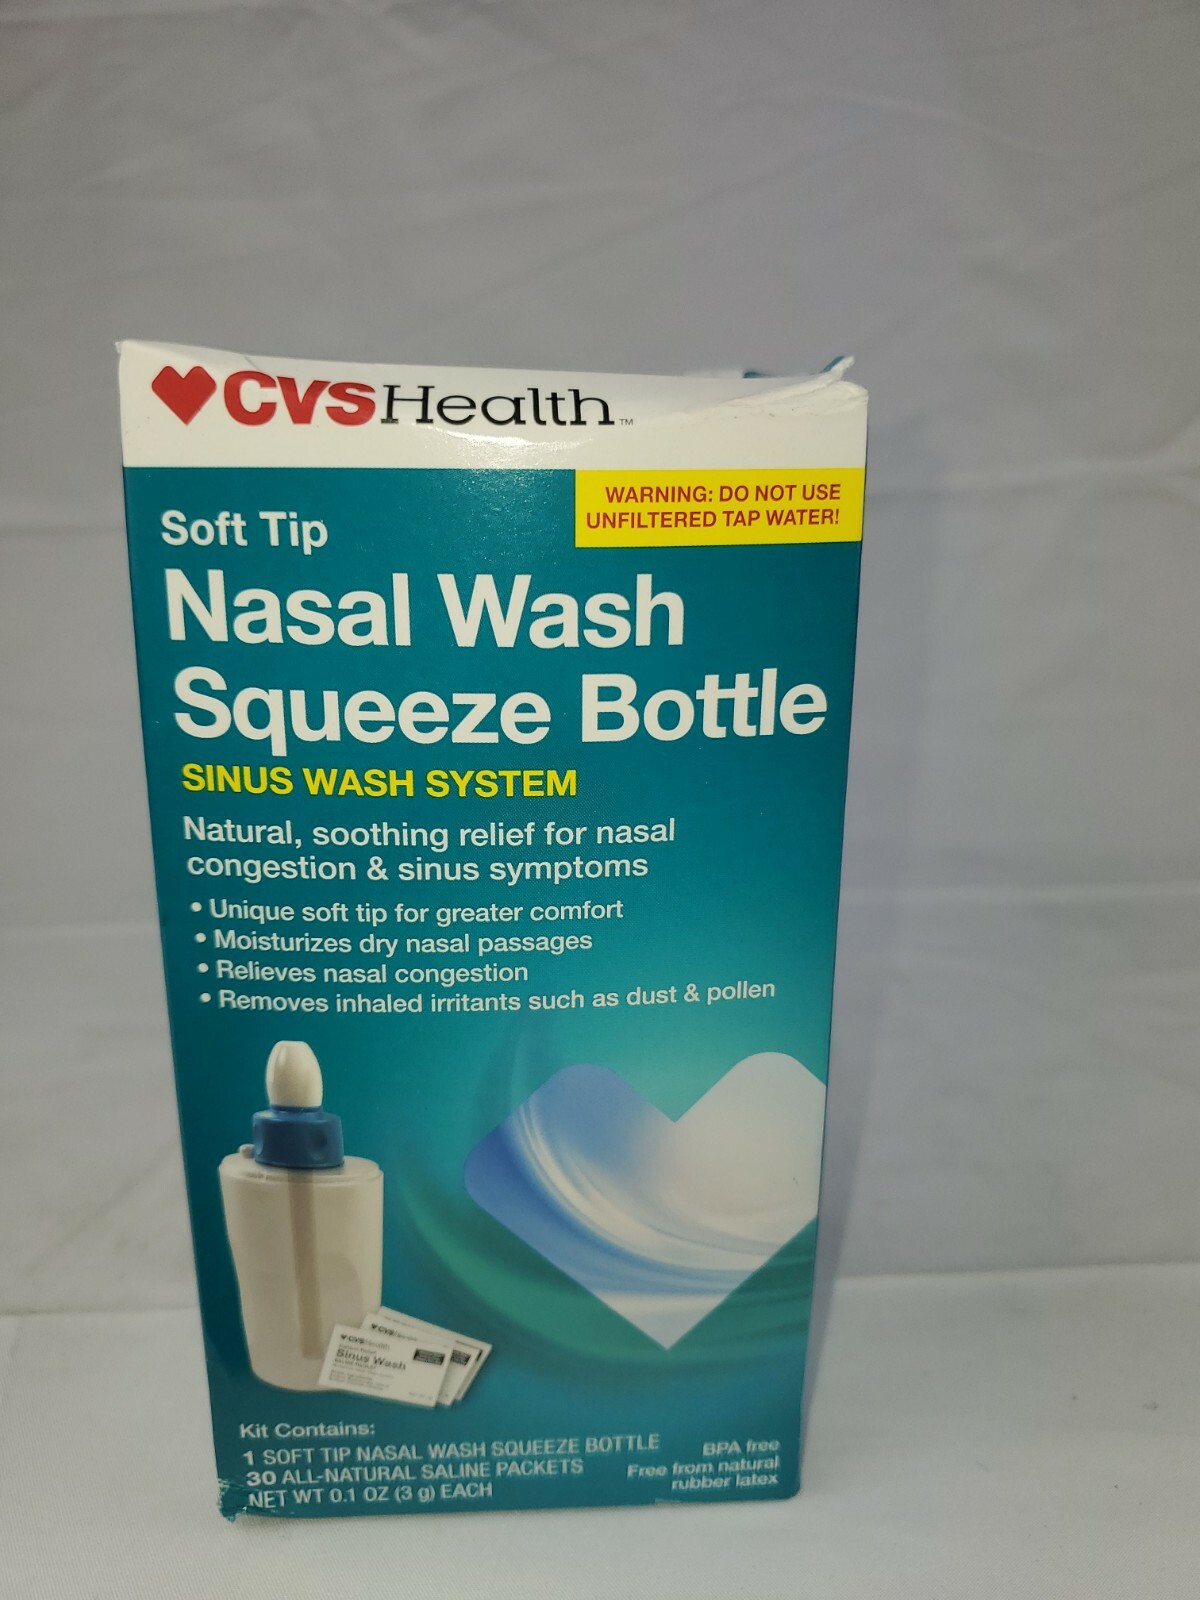 CVSHealth™
WARNING: DO NOT USE
UNFILTERED TAP WATER!
Soft Tip
Nasal Wash
Squeeze Bottle
SINUS WASH SYSTEM
Natural, soothing relief for nasal
congestion & sinus symptoms
• Unique soft tip for greater comfort
• Moisturizes dry nasal passages
• Relieves nasal congestion
• Removes inhaled irritants such as dust & pollen
CVSHealth
Sinus Wash
Kit Contains:
1 SOFT TIP NASAL WASH SQUEEZE BOTTLE
30 ALL-NATURAL SALINE PACKETS
NET WT 0.1 OZ (3 g) EACH
BPA free
Free from natural
rubber latex